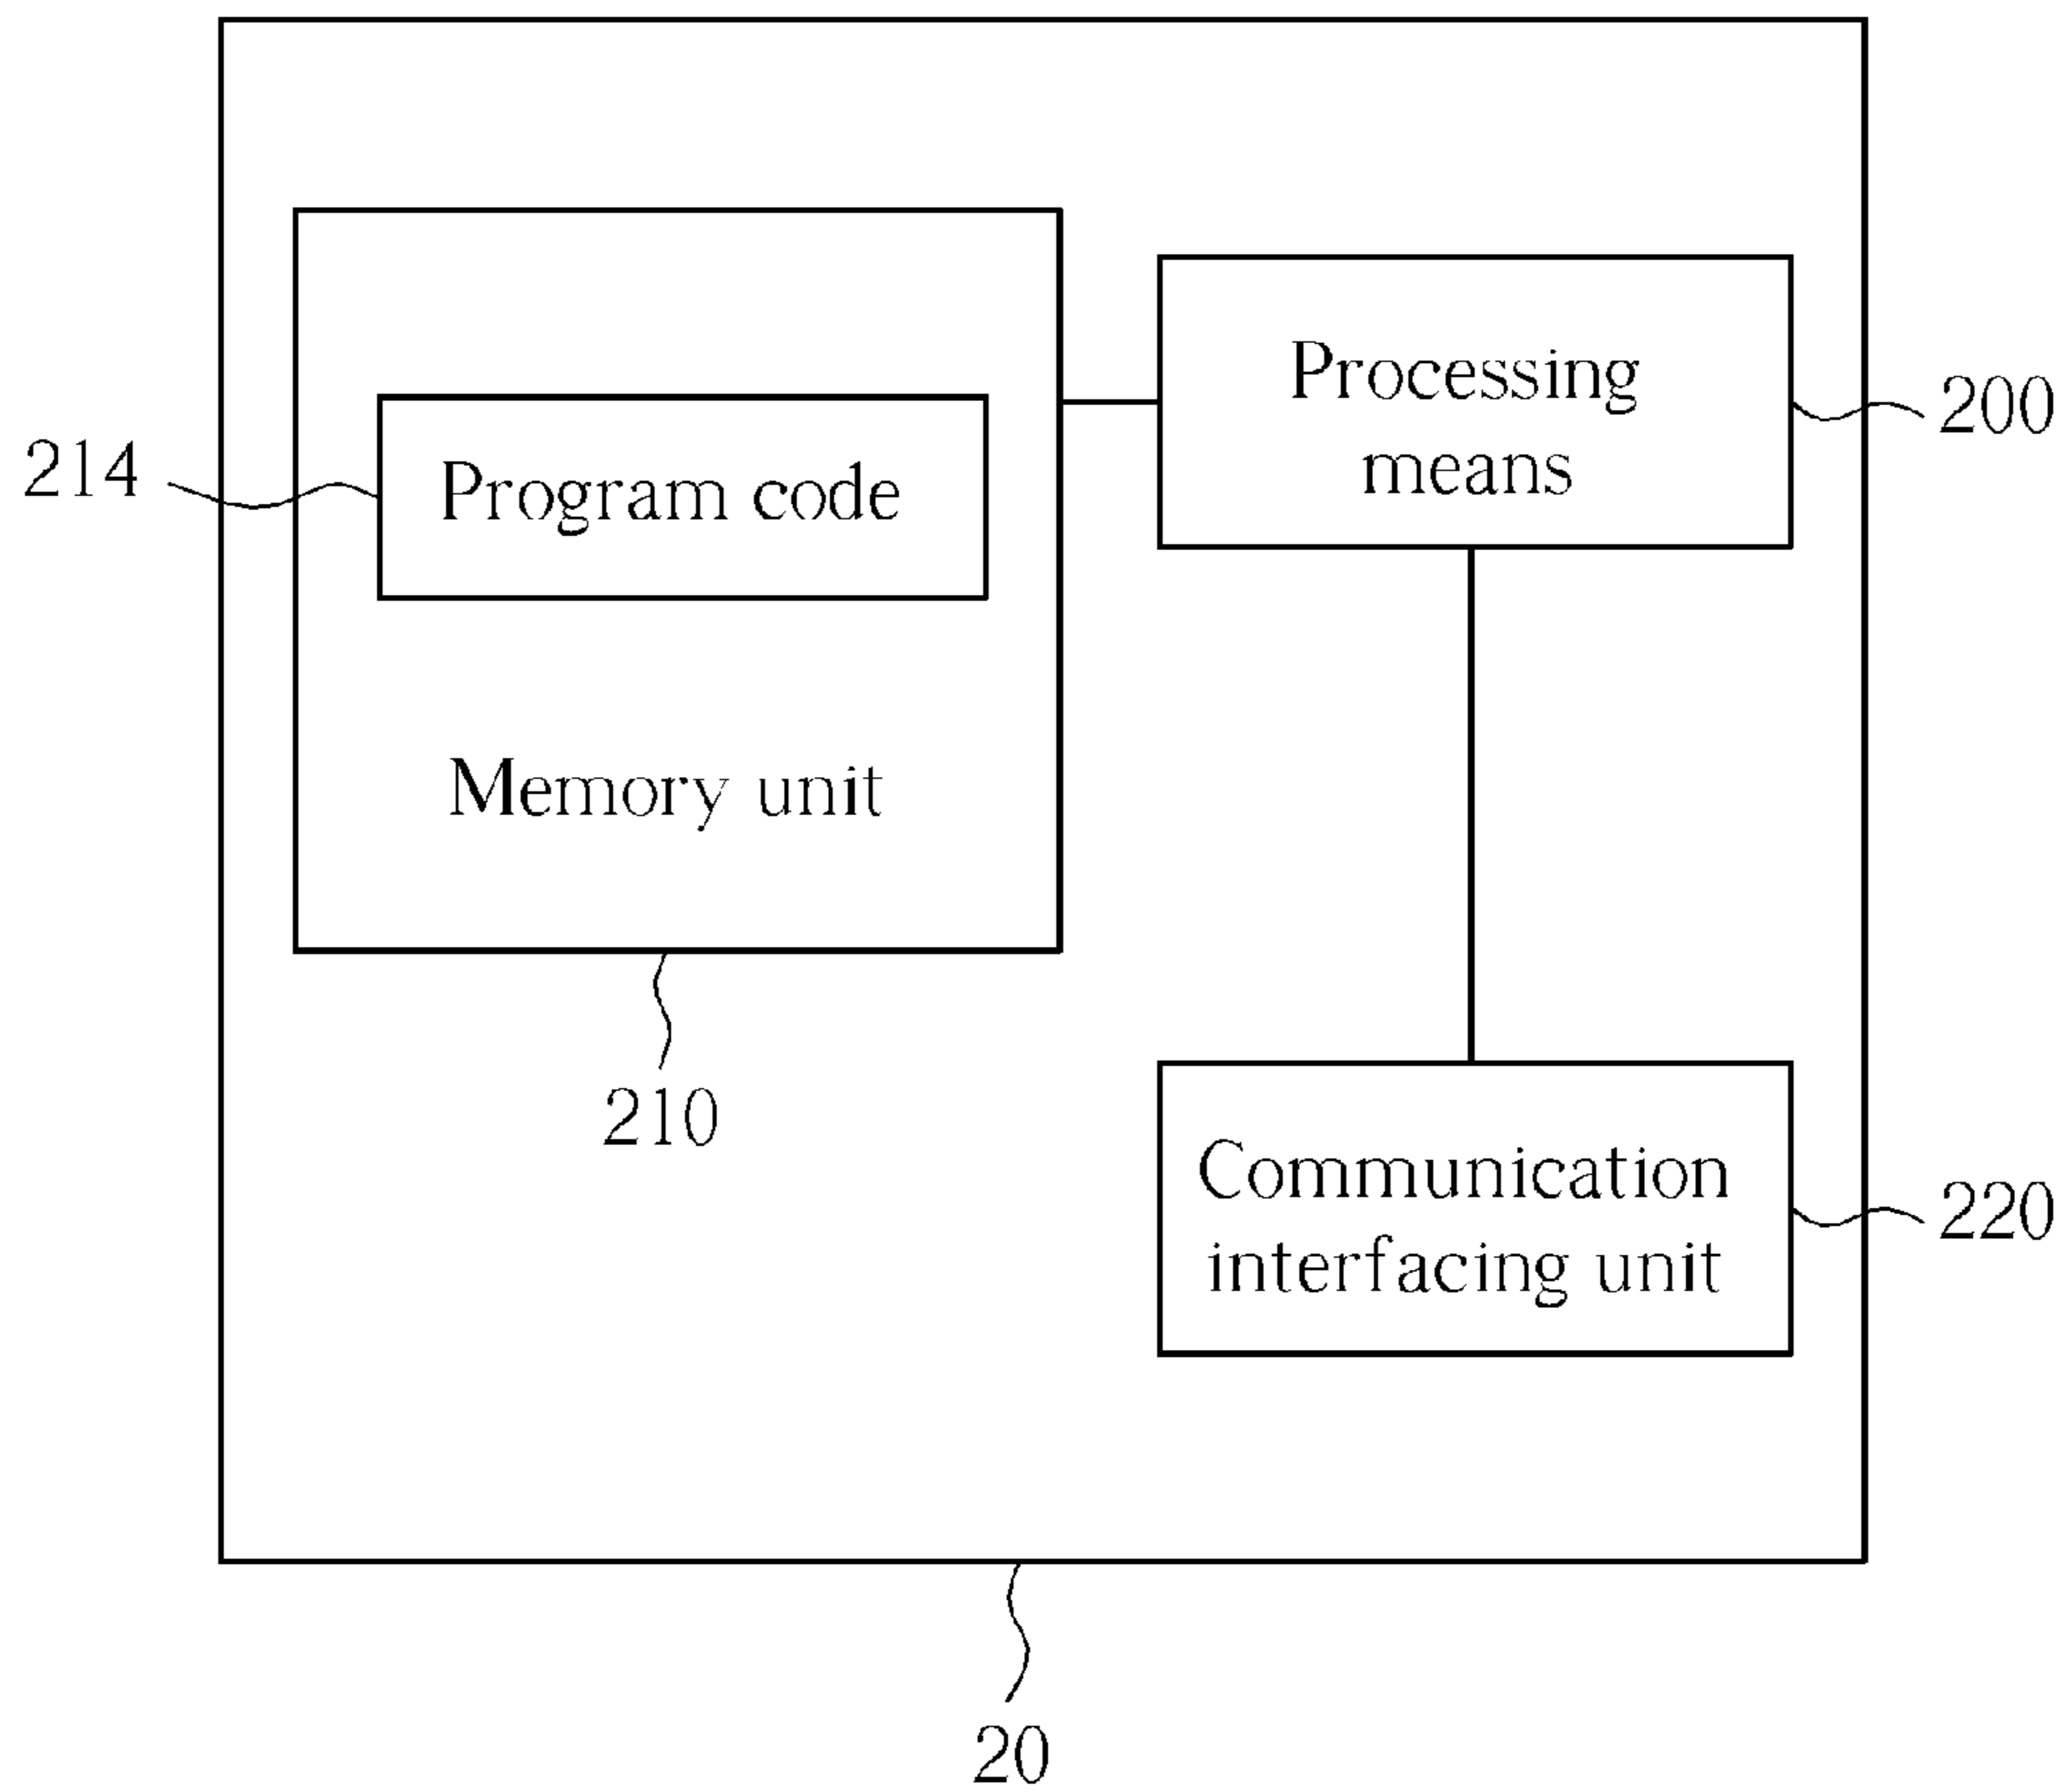 Processing
means
200
214
Program code
Memory unit
210
Communication
interfacing unit
220
20